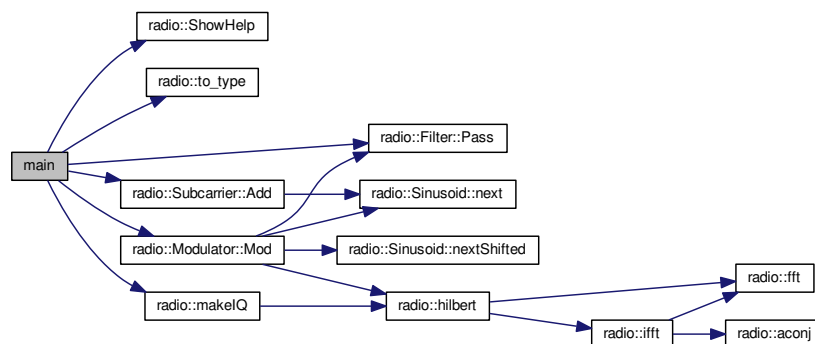 radio::ShowHelp
radio::to_type
radio::Filter::Pass
main
radio::Subcarrier::Add
radio::Sinusoid::next
radio::Modulator::Mod
radio::Sinusoid::nextShifted
radio::fft
radio::makeIQ
radio::hilbert
radio::ifft
radio::aconj